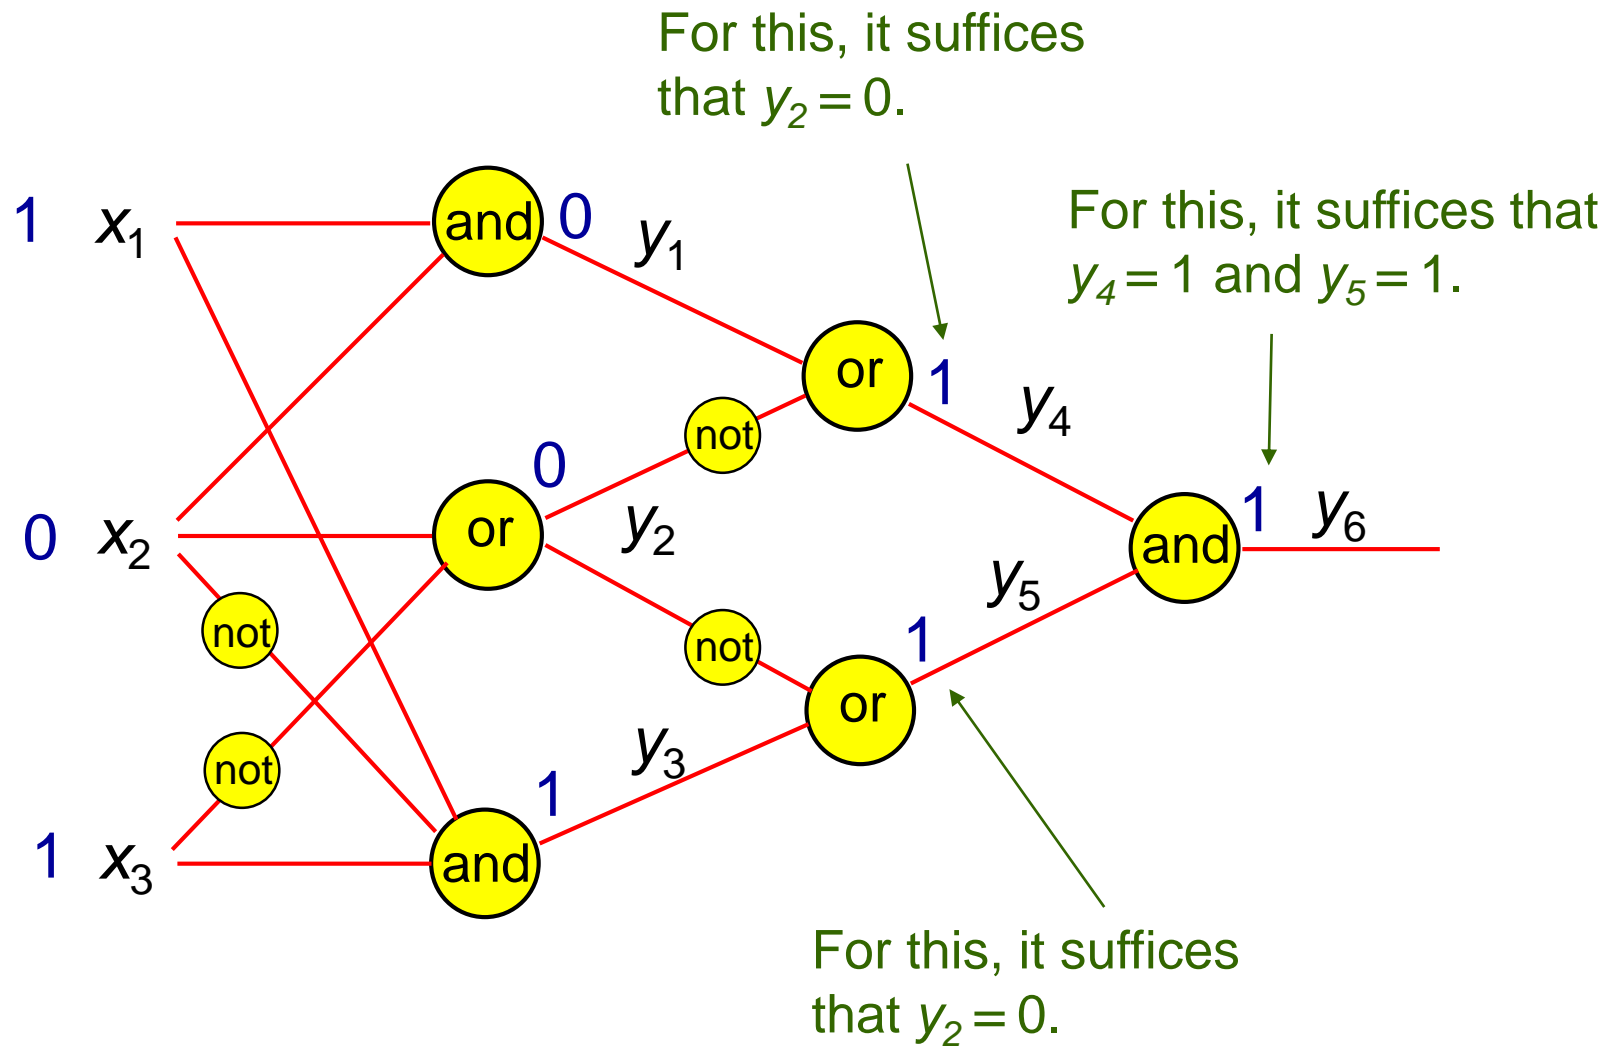 For this, it suffices
that y₂ = 0.
For this, it suffices that
y₄ = 1 and y₅ = 1.
1 x₁ and 0 y₁
or 1 y₄
not
0 x₂ or 0 y₂
and 1 y₆
not
not
y₅
or 1
not
1 x₃ and 1 y₃
For this, it suffices
that y₂ = 0.